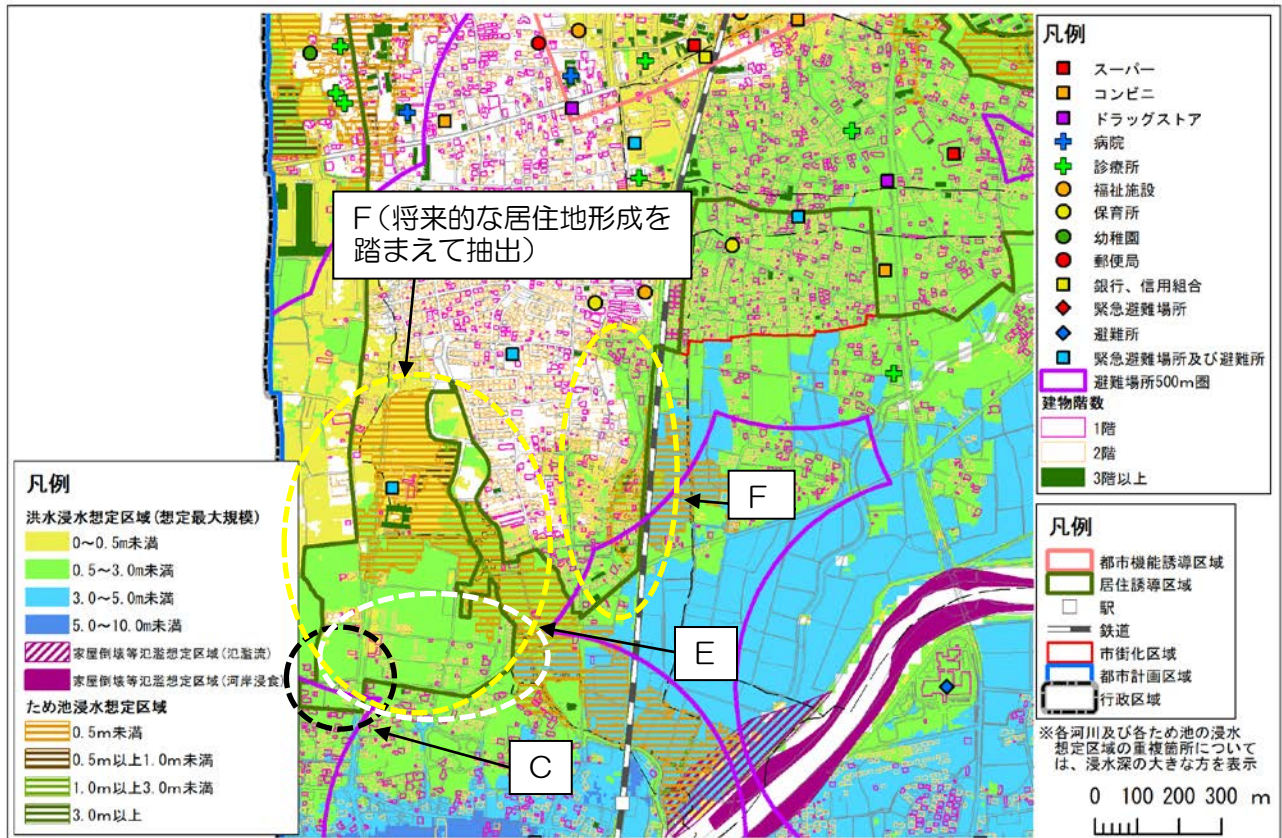 F(将来的な居住地形成を
踏まえて抽出)
F
E
C
凡例
スーパー
コンビニ
ドラッグストア
病院
診療所
福祉施設
保育所
幼稚園
郵便局
銀行、信用組合
緊急避難場所
避難所
緊急避難場所及び避難所
避難場所500m圏
建物階数
1階
2階
3階以上
凡例
洪水浸水想定区域(想定最大規模)
0～0.5m未満
0.5～3.0m未満
3.0～5.0m未満
5.0～10.0m未満
家屋倒壊等氾濫想定区域(氾濫流)
家屋倒壊等氾濫想定区域(河岸浸食)
ため池浸水想定区域
0.5m未満
0.5m以上1.0m未満
1.0m以上3.0m未満
3.0m以上
凡例
都市機能誘導区域
居住誘導区域
駅
鉄道
市街化区域
都市計画区域
行政区域
※各河川及び各ため池の浸水
想定区域の重複箇所について
は、浸水深の大きな方を表示
0 100 200 300 m